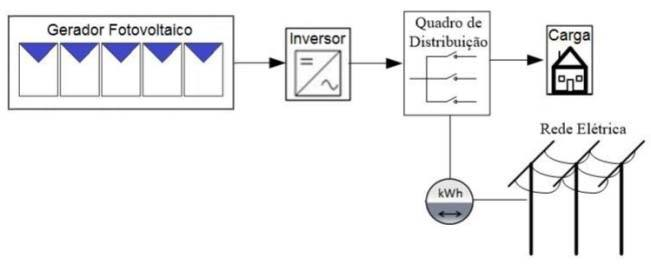 Gerador Fotovoltaico
Inversor
Quadro de
Distribuição
Carga
Rede Elétrica
kWh